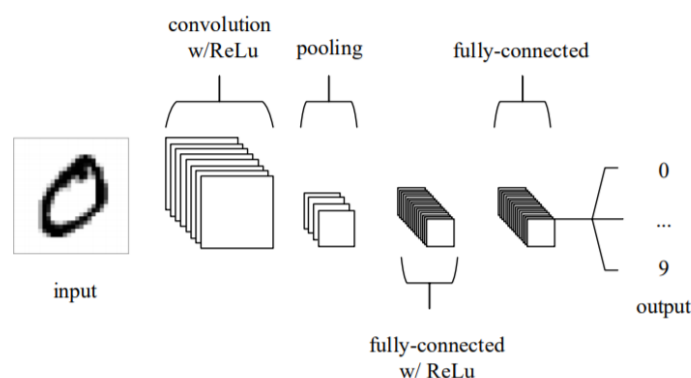 convolution
w/ReLu
pooling
fully-connected
input
fully-connected
w/ ReLu
0
...
9
output